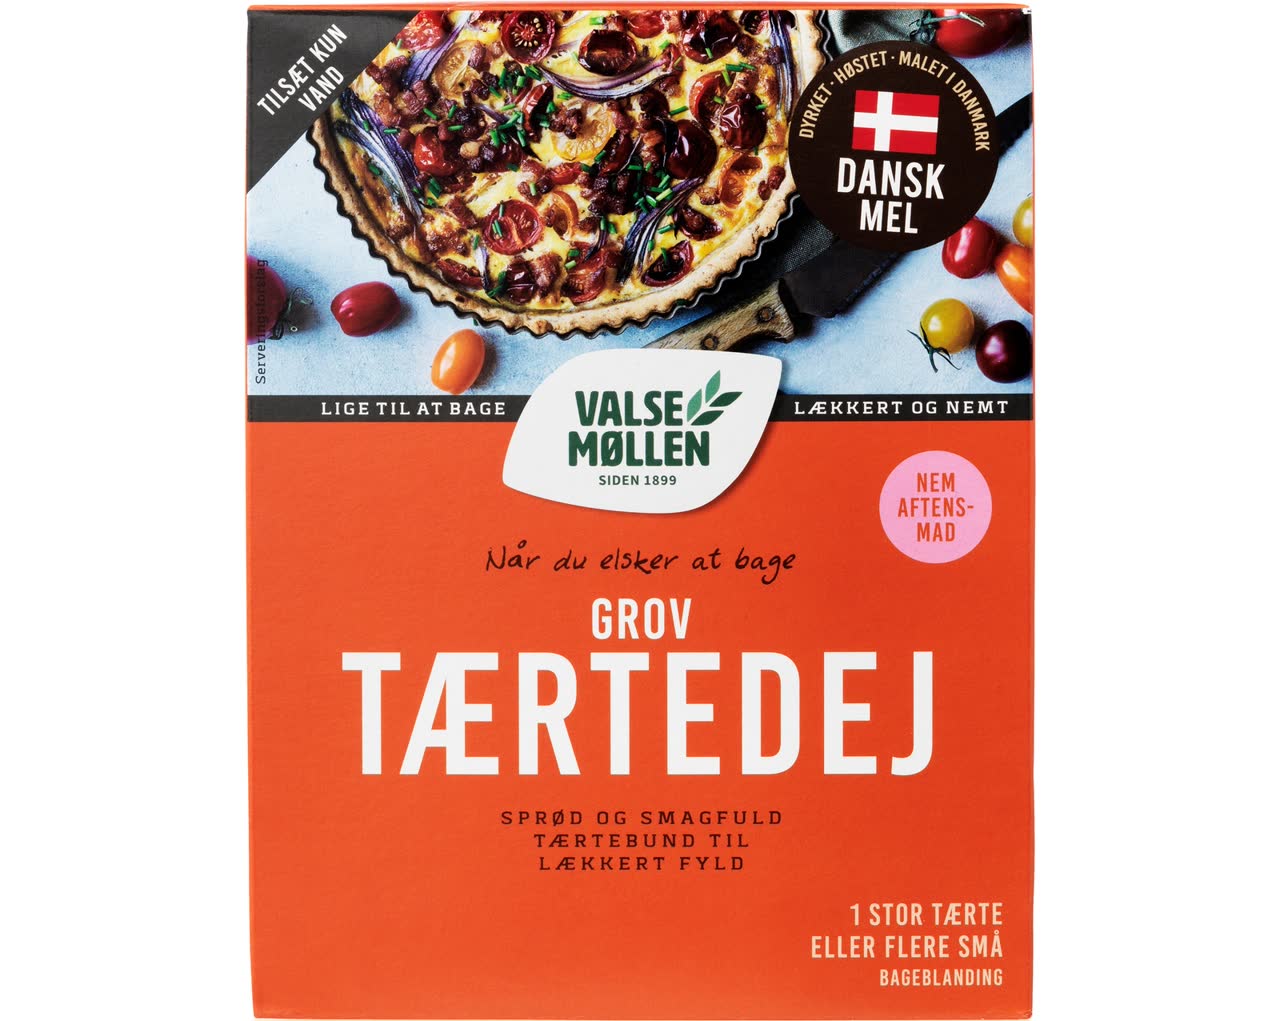 TILSÆT KUN
VAND
DYRKET · HØSTET · MALET I DANMARK
DANSK
MEL
Serveringsforslag
LIGE TIL AT BAGE
LÆKKERT OG NEMT
VALSE
MØLLEN
SIDEN 1899
NEM
AFTENS-
MAD
Når du elsker at bage
GROV
TÆRTEDEJ
SPRØD OG SMAGFULD
TÆRTEBUND TIL
LÆKKERT FYLD
1 STOR TÆRTE
ELLER FLERE SMÅ
BAGEBLANDING